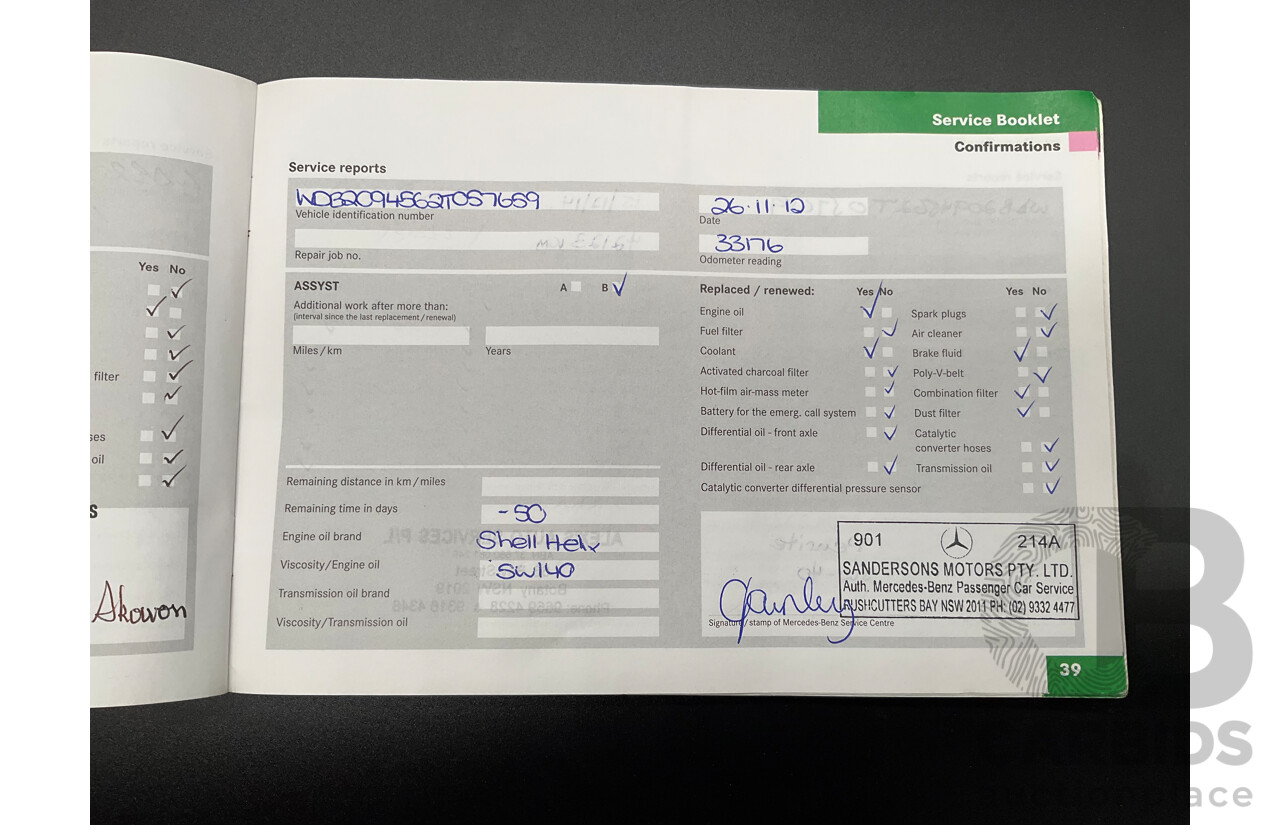 Yes No
filter
ses
oil
S
Skowon
Service Booklet
Confirmations
Service reports
WDB2094562T057659
Vehicle identification number
26.11.12
Date
Repair job no.
33176
Odometer reading
ASSYST
A B
Additional work after more than:
(interval since the last replacement / renewal)
Miles/km
Years
Replaced / renewed:
Yes No
Yes No
Engine oil
Spark plugs
Fuel filter
Air cleaner
Coolant
Brake fluid
Activated charcoal filter
Poly-V-belt
Hot-film air-mass meter
Combination filter
Battery for the emerg. call system
Dust filter
Differential oil - front axle
Catalytic
converter hoses
Differential oil - rear axle
Transmission oil
Catalytic converter differential pressure sensor
Remaining distance in km/miles
Remaining time in days
-50
Engine oil brand
Shell Helix
Viscosity/Engine oil
5W140
Transmission oil brand
Viscosity/Transmission oil
901 214A
SANDERSONS MOTORS PTY. LTD.
Auth. Mercedes-Benz Passenger Car Service
RUSHCUTTERS BAY NSW 2011 PH: (02) 9332 4477
Signature/stamp of Mercedes-Benz Service Centre
39